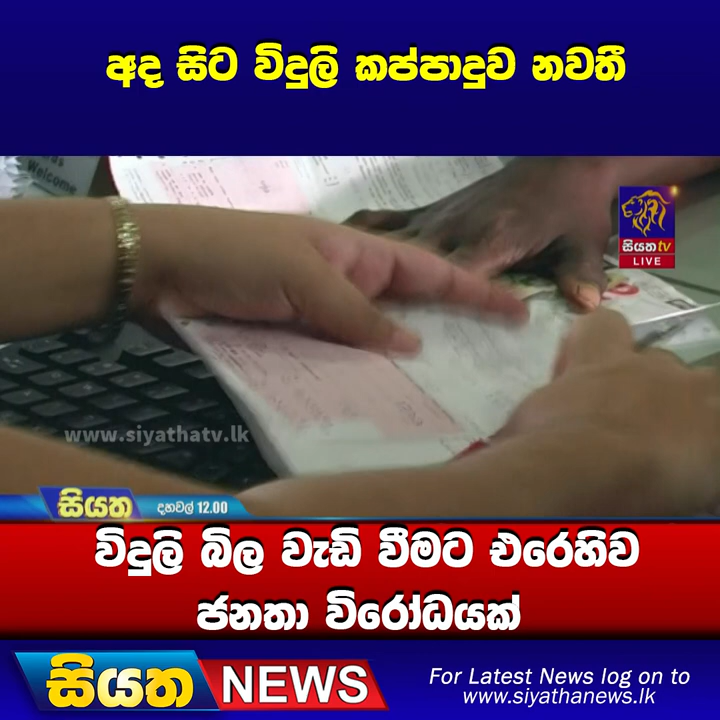 අද සිට විදුලි කප්පාදුව නවතී
Welcome
සියත tv
LIVE
www.siyathatv.lk
සියත දහවල් 12.00
විදුලි බිල වැඩි වීමට එරෙහිව
ජනතා විරෝධයක්
සියත NEWS
For Latest News log on to
www.siyathanews.lk